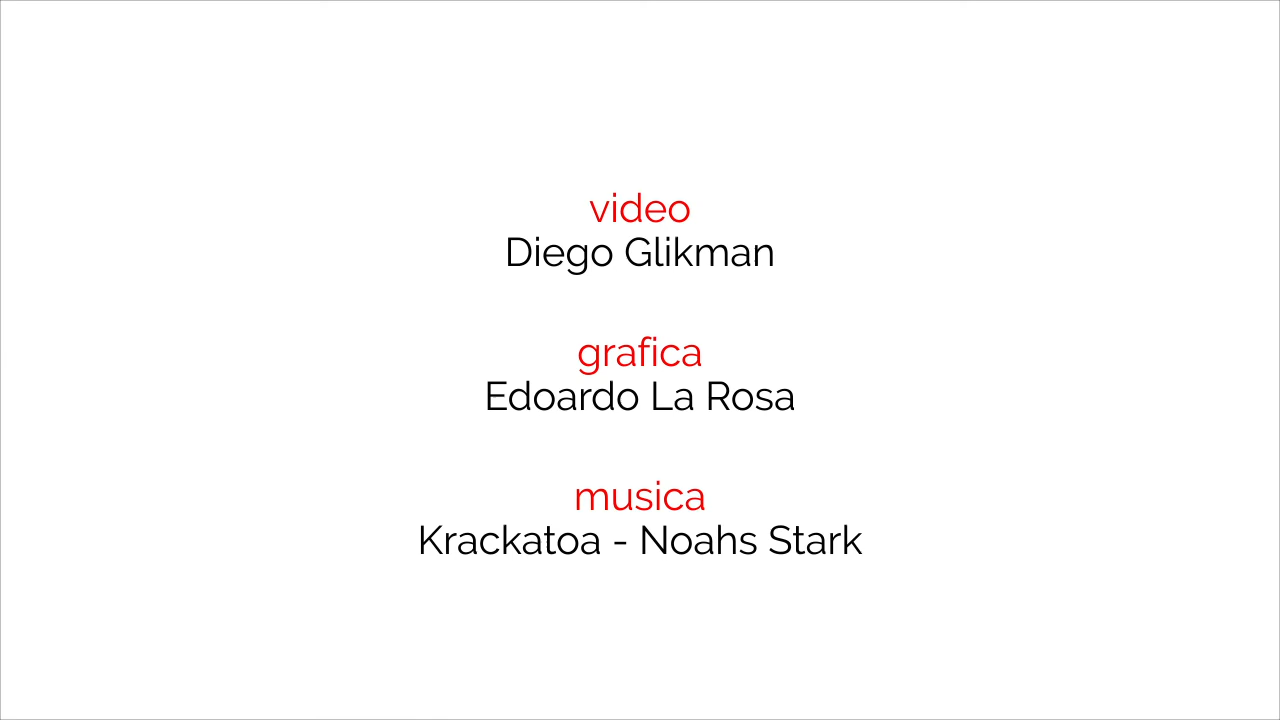 video
Diego Glikman
grafica
Edoardo La Rosa
musica
Krackatoa - Noahs Stark